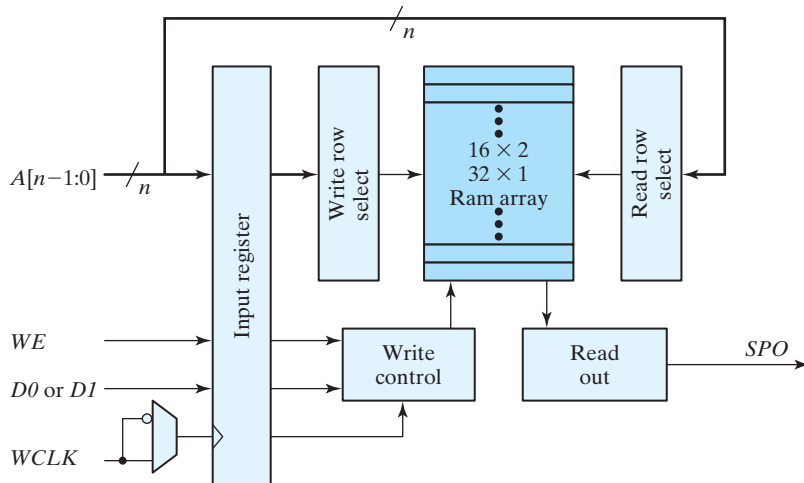 n
A[n−1:0]
n
Input register
Write row
select
16 × 2
32 × 1
Ram array
Read row
select
WE
D0 or D1
WCLK
Write
control
Read
out
SPO